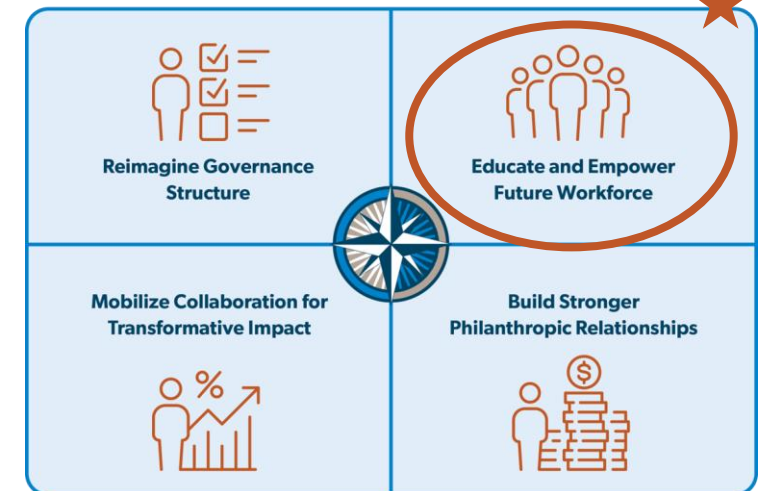 Reimagine Governance
Structure
Educate and Empower
Future Workforce
Mobilize Collaboration for
Transformative Impact
%
Build Stronger
Philanthropic Relationships
$